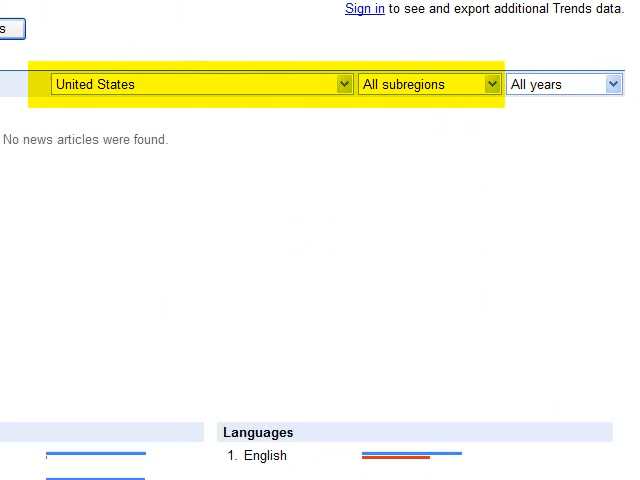 Sign in to see and export additional Trends data.
s
United States All subregions All years
No news articles were found.
Languages
1. English